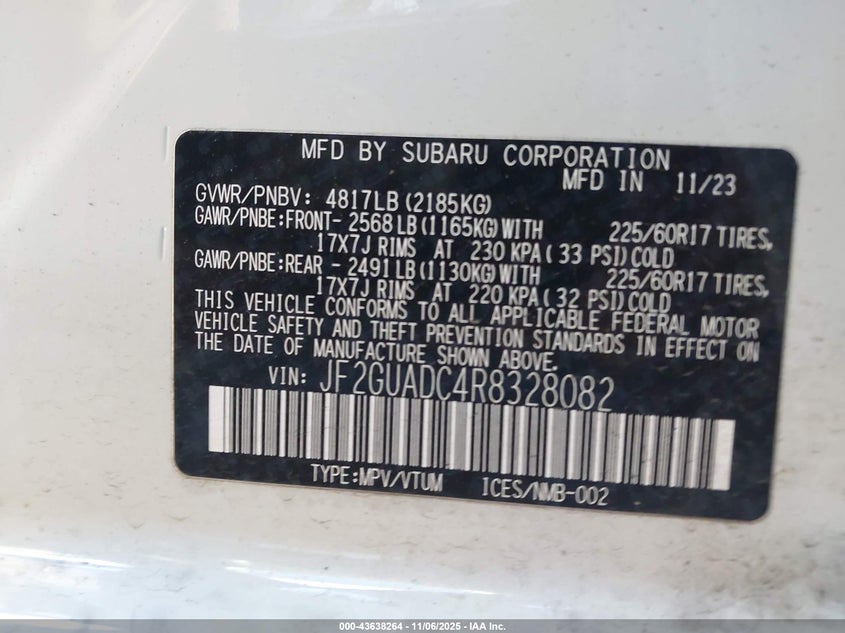 MFD BY SUBARU CORPORATION
MFD IN 11/23
GVWR/PNBV: 4817LB(2185KG)
GAWR/PNBE:FRONT- 2568LB(1165KG)WITH 225/60R17 TIRES,
17X7J RIMS AT 230 KPA( 33 PSI)COLD
GAWR/PNBE:REAR - 2491LB(1130KG)WITH 225/60R17 TIRES,
17X7J RIMS AT 220 KPA( 32 PSI)COLD
THIS VEHICLE CONFORMS TO ALL APPLICABLE FEDERAL MOTOR
VEHICLE SAFETY AND THEFT PREVENTION STANDARDS IN EFFECT ON
THE DATE OF MANUFACTURE SHOWN ABOVE.
VIN: JF2GUADC4R8328082
TYPE:MPV/VTUM ICES/NMB-002
000-43638264 - 11/06/2025 - IAA Inc.